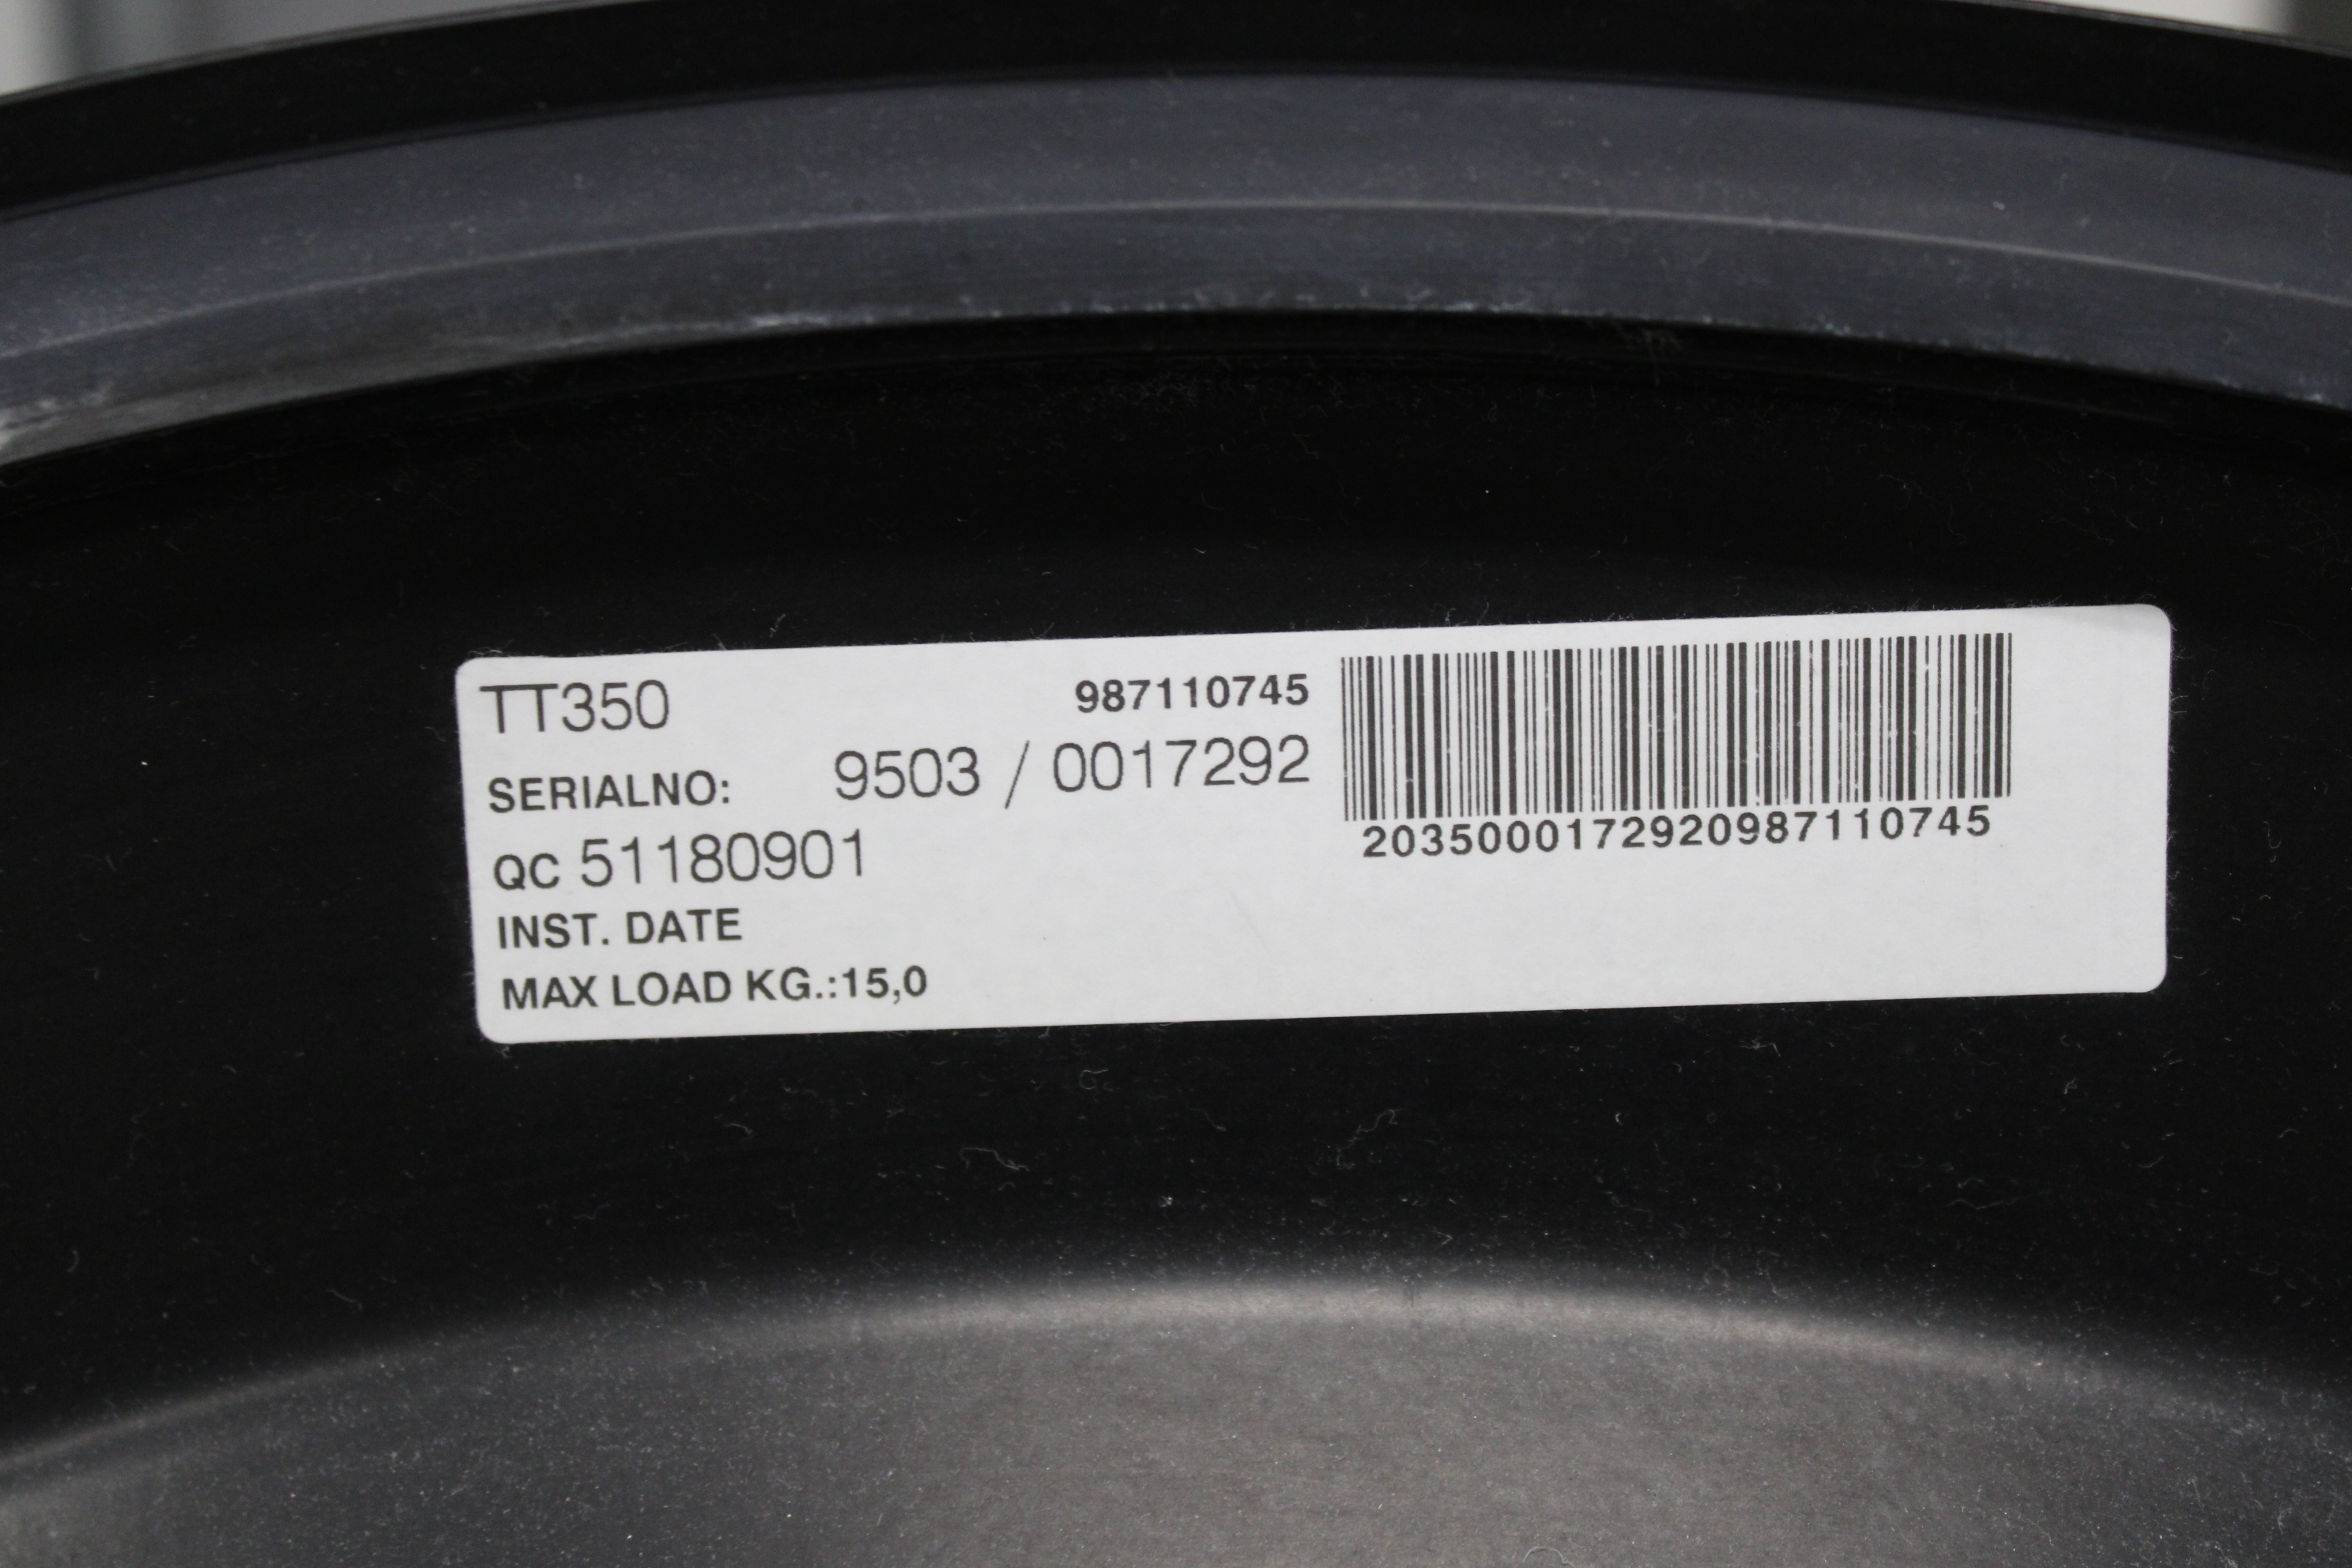 TT350 987110745
SERIALNO: 9503 / 0017292
QC 51180901
INST. DATE
MAX LOAD KG.:15,0
2035000172920987110745